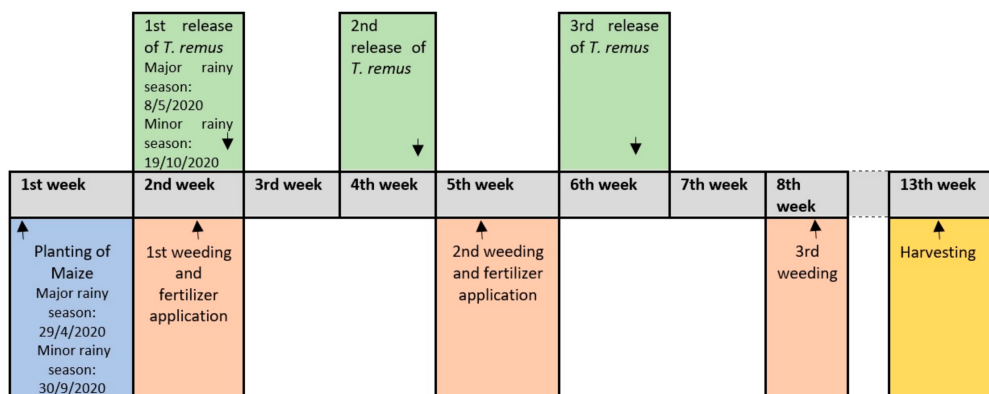 1st release
of T. remus
Major rainy
season:
8/5/2020
Minor rainy
season:
19/10/2020
2nd
release of
T. remus
3rd release
of T. remus
1st week
2nd week
3rd week
4th week
5th week
6th week
7th week
8th
week
13th week
Planting of
Maize
Major rainy
season:
29/4/2020
Minor rainy
season:
30/9/2020
1st weeding
and
fertilizer
application
2nd weeding
and fertilizer
application
3rd
weeding
Harvesting